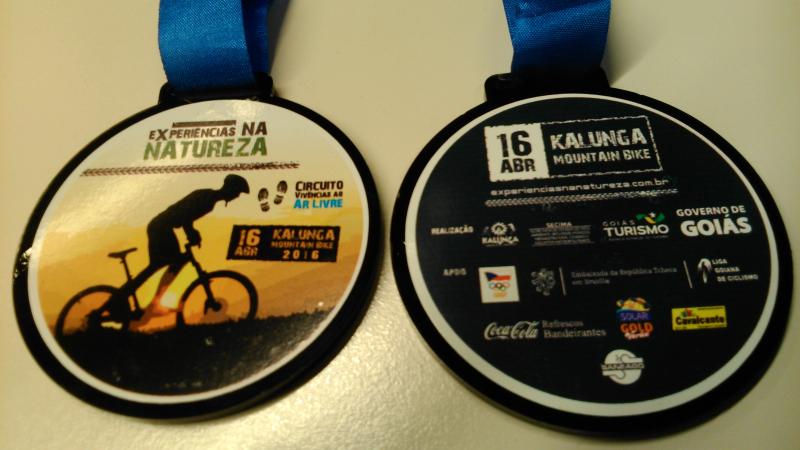 EXPERIÊNCIAS NA
NATUREZA
CIRCUITO
VIVÊNCIAS AO
AR LIVRE
16
ABR
KALUNGA
MOUNTAIN BIKE
2016
16
ABR
KALUNGA
MOUNTAIN BIKE
experienciasnanatureza.com.br
REALIZAÇÃO
KALUNGA
SECIMA
GOIÁS
TURISMO
GOVERNO DE
GOIÁS
APOIO
Embaixada da República Tcheca
em Brasília
LIGA
GOIANA
DE CICLISMO
Coca-Cola
Refrescos
Bandeirantes
SOLAR
GOLD
Cavalcante
SANEAGO